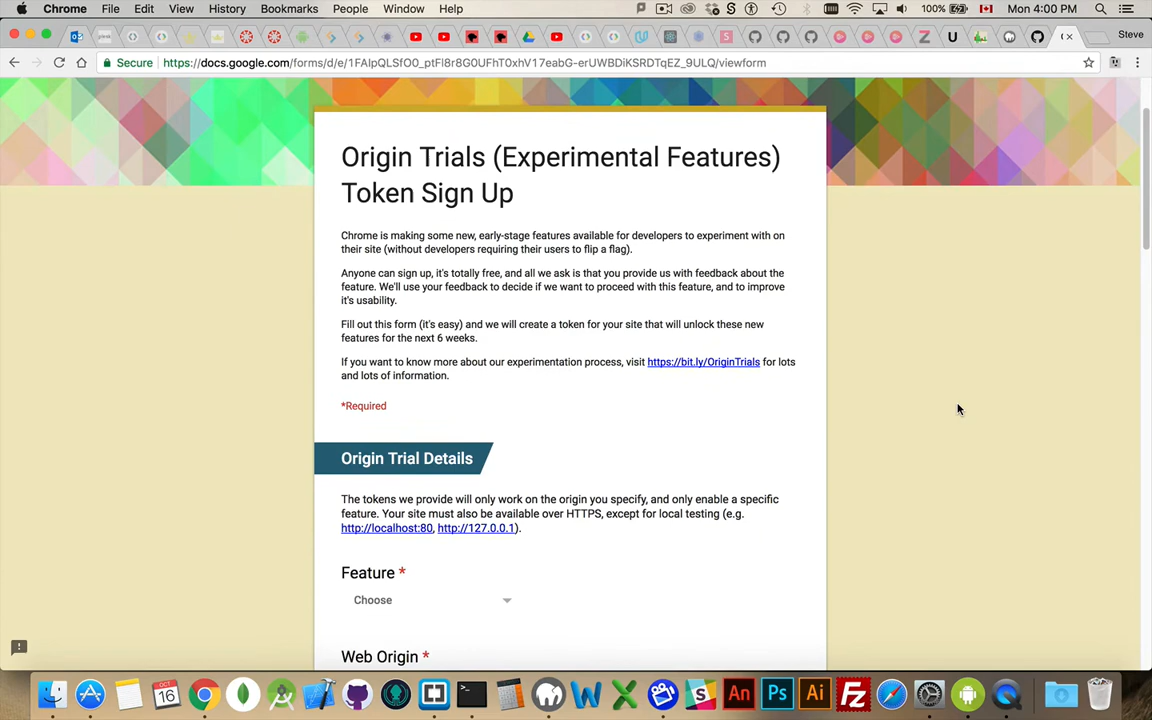 Chrome File Edit View History Bookmarks People Window Help 100% Mon 4:00 PM
Steve
Secure https://docs.google.com/forms/d/e/1FAIpQLSfO0_ptFl8r8G0UFhT0xhV17eabG-erUWBDiKSRDTqEZ_9ULQ/viewform
Origin Trials (Experimental Features)
Token Sign Up
Chrome is making some new, early-stage features available for developers to experiment with on
their site (without developers requiring their users to flip a flag).
Anyone can sign up, it's totally free, and all we ask is that you provide us with feedback about the
feature. We'll use your feedback to decide if we want to proceed with this feature, and to improve
it's usability.
Fill out this form (it's easy) and we will create a token for your site that will unlock these new
features for the next 6 weeks.
If you want to know more about our experimentation process, visit https://bit.ly/OriginTrials for lots
and lots of information.
*Required
Origin Trial Details
The tokens we provide will only work on the origin you specify, and only enable a specific
feature. Your site must also be available over HTTPS, except for local testing (e.g.
http://localhost:80, http://127.0.0.1).
Feature *
Choose
Web Origin *
OCT
16
An Ps Ai Fz